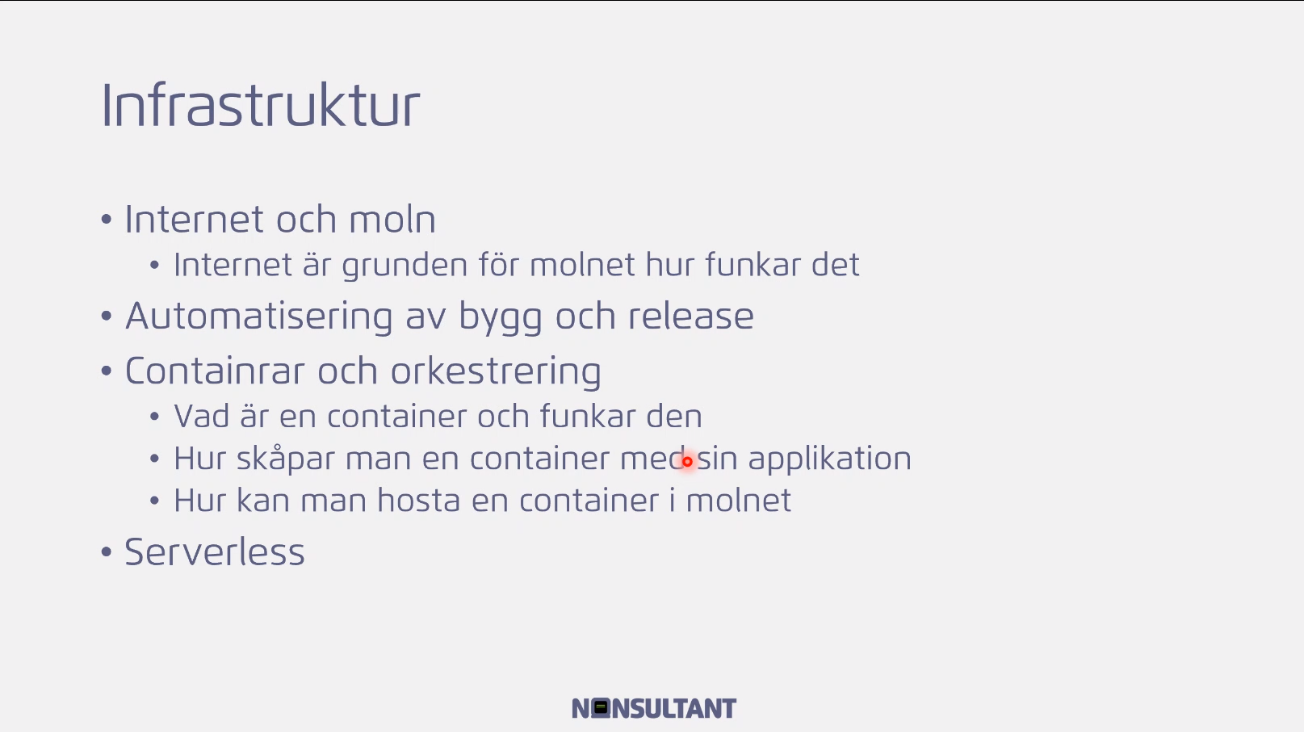 Infrastruktur
• Internet och moln
• Internet är grunden för molnet hur funkar det
• Automatisering av bygg och release
• Containrar och orkestrering
• Vad är en container och funkar den
• Hur skåpar man en container med sin applikation
• Hur kan man hosta en container i molnet
• Serverless
NONSULTANT